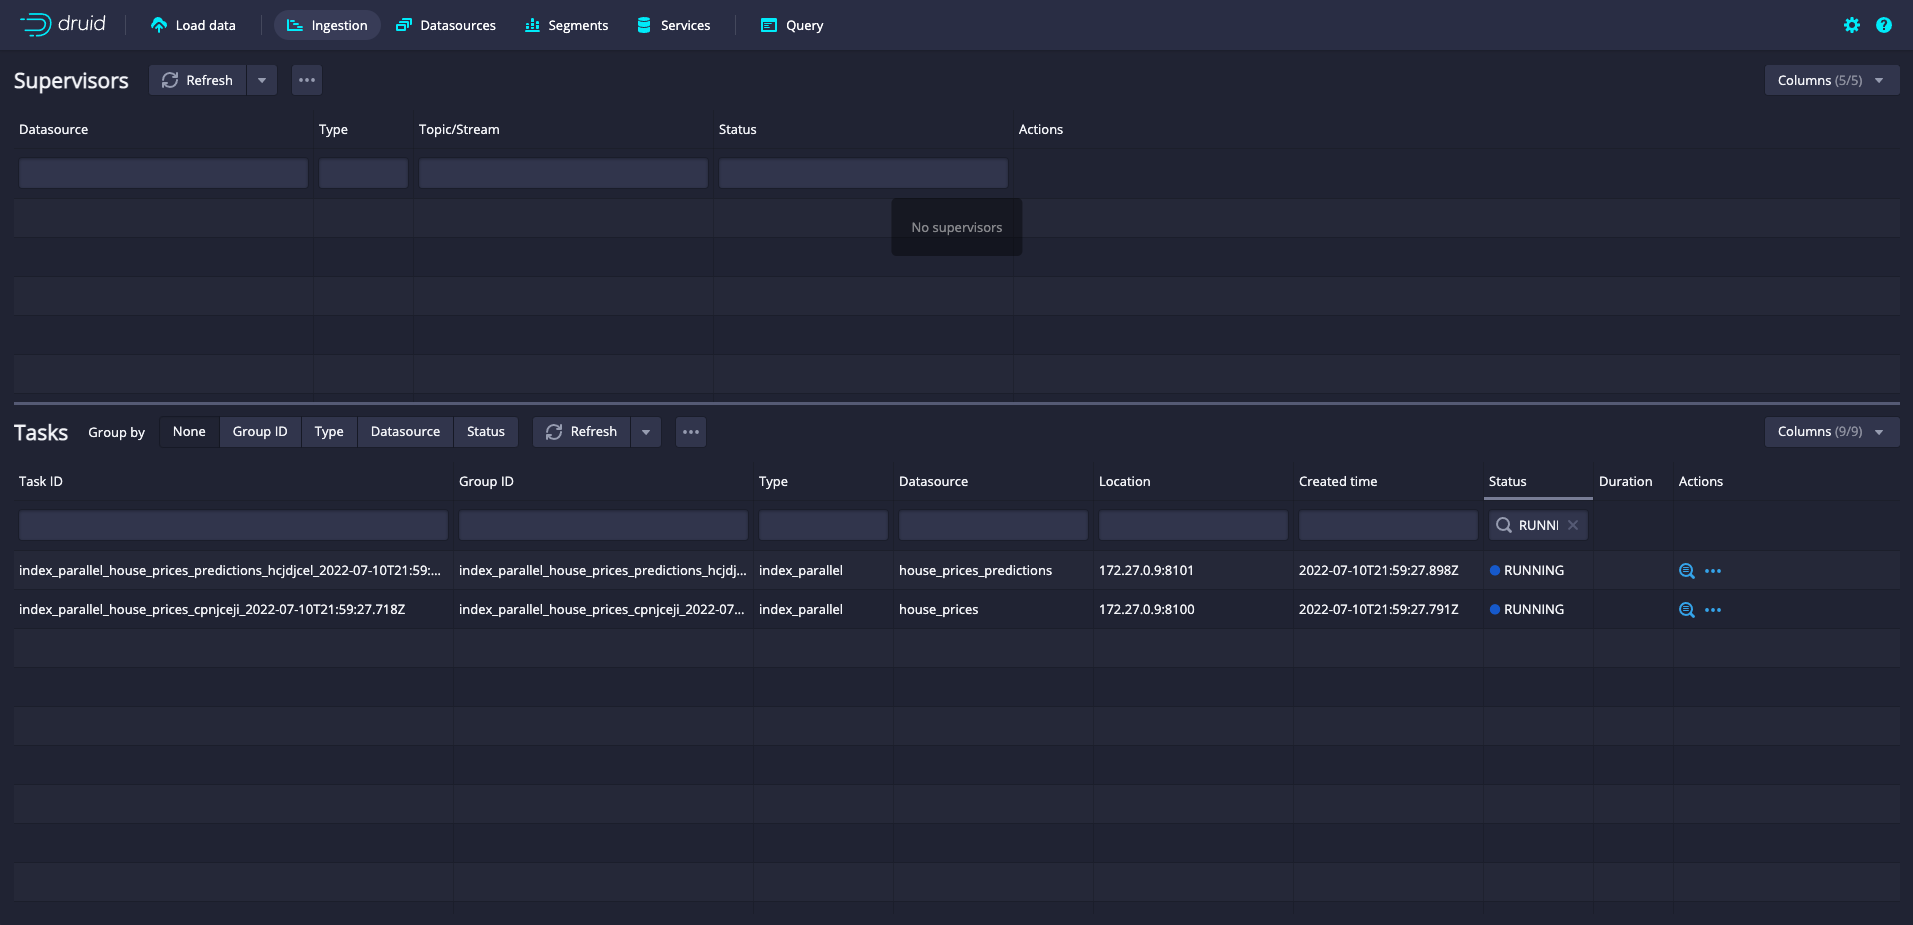 druid Load data Ingestion Datasources Segments Services Query
Supervisors Refresh Columns (5/5)
Datasource Type Topic/Stream Status Actions
No supervisors
Tasks Group by None Group ID Type Datasource Status Refresh Columns (9/9)
Task ID Group ID Type Datasource Location Created time Status Duration Actions
RUNNI
index_parallel_house_prices_predictions_hcjdjcel_2022-07-10T21:59:... index_parallel_house_prices_predictions_hcjdj... index_parallel house_prices_predictions 172.27.0.9:8101 2022-07-10T21:59:27.898Z RUNNING
index_parallel_house_prices_cpnjceji_2022-07-10T21:59:27.718Z index_parallel_house_prices_cpnjceji_2022-07... index_parallel house_prices 172.27.0.9:8100 2022-07-10T21:59:27.791Z RUNNING